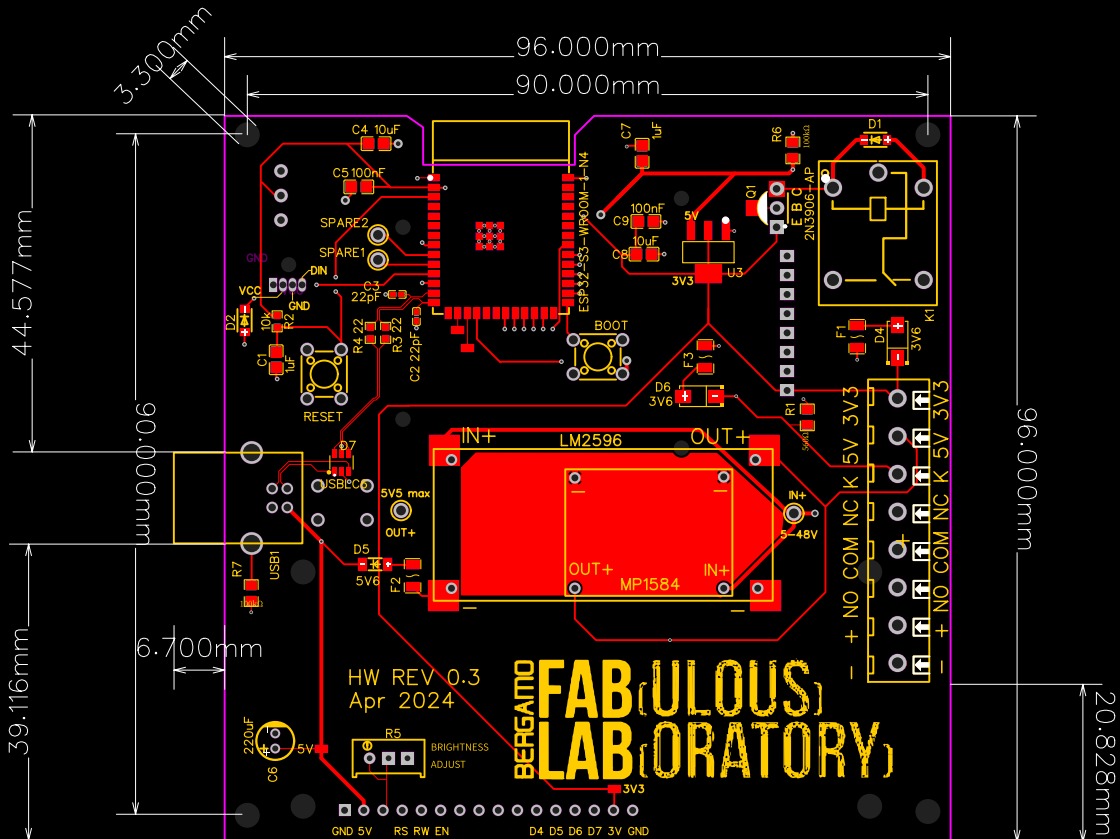 96.000mm
90.000mm
3.300mm
C4 10uF
C5 100nF
SPARE2
SPARE1
GND
DIN
VCC
GND
D2
10k
R2
C1
1uF
RESET
C3
22pF
R4 22
R3 22
C2 22pF
ESP32-S3-WROOM-1-N4
BOOT
C7
1uF
C9
100nF
C8
10uF
5V
U3
3V3
R6
100kΩ
Q1
E B C
2N3906-AP
D1
K1
F1
D4
3V6
F3
D6
3V6
R1
44.577mm
90.000mm
96.000mm
39.116mm
6.700mm
20.828mm
D7
USBLC6
USB1
R7
100kΩ
5V5 max
OUT+
D5
5V6
F2
IN+
LM2596
OUT+
OUT+
IN+
MP1584
IN+
5-48V
- + NO COM NC K 5V 3V3
- + NO COM NC K 5V 3V3
+
HW REV 0.3
Apr 2024
BERGAMO
FAB(ULOUS)
LAB(ORATORY)
220uF
C6
5V
R5
BRIGHTNESS
ADJUST
3V3
GND 5V RS RW EN D4 D5 D6 D7 3V GND